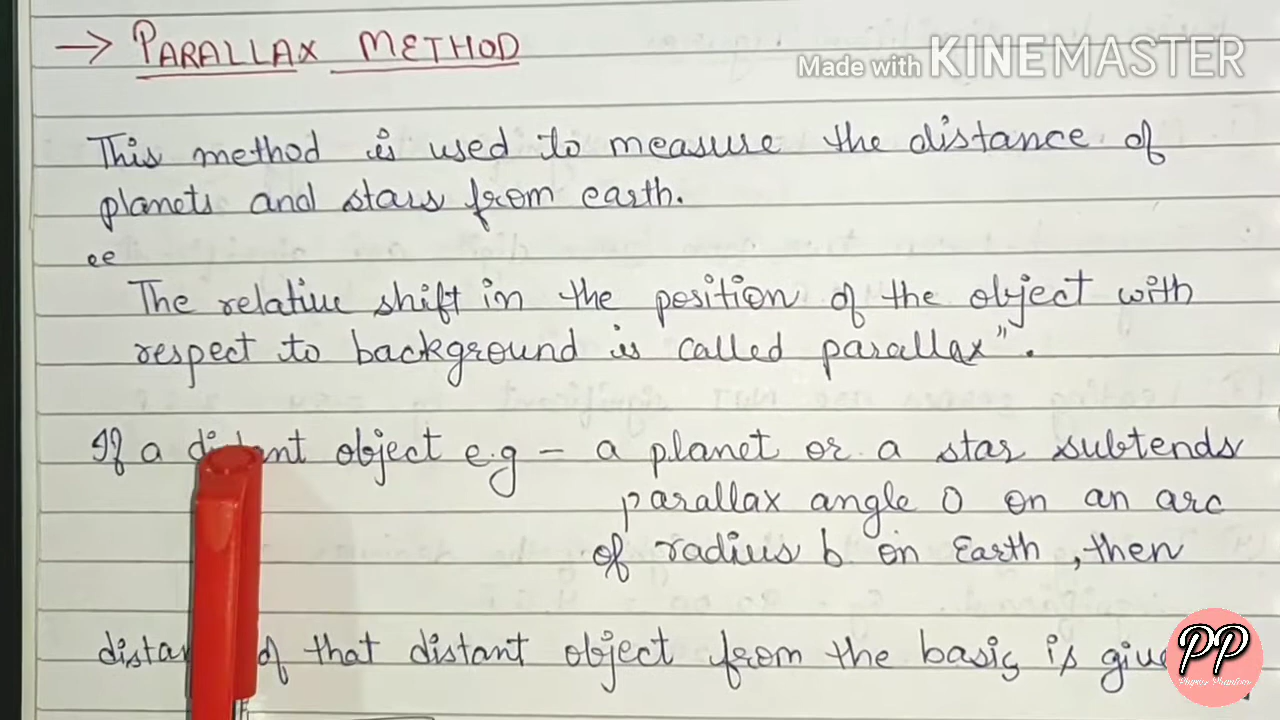 → PARALLAX METHOD
Made with KINEMASTER
This method is used to measure the distance of
planets and stars from earth.
ee
The relative shift in the position of the object with
respect to background is called parallax".
If a distant object e.g - a planet or a star subtends
parallax angle O on an arc
of radius b on Earth, then
of that distant object from the basis is
PP